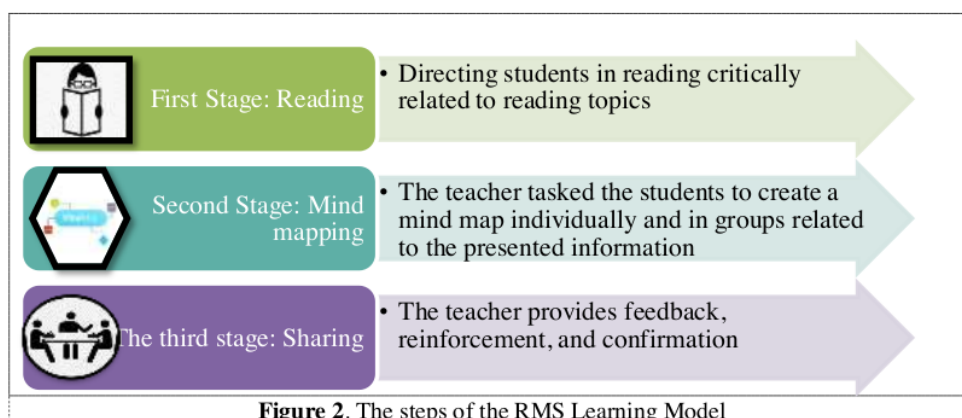 First Stage: Reading
• Directing students in reading critically
related to reading topics
Second Stage: Mind
mapping
• The teacher tasked the students to create a
mind map individually and in groups related
to the presented information
The third stage: Sharing
• The teacher provides feedback,
reinforcement, and confirmation
Figure 2. The steps of the RMS Learning Model